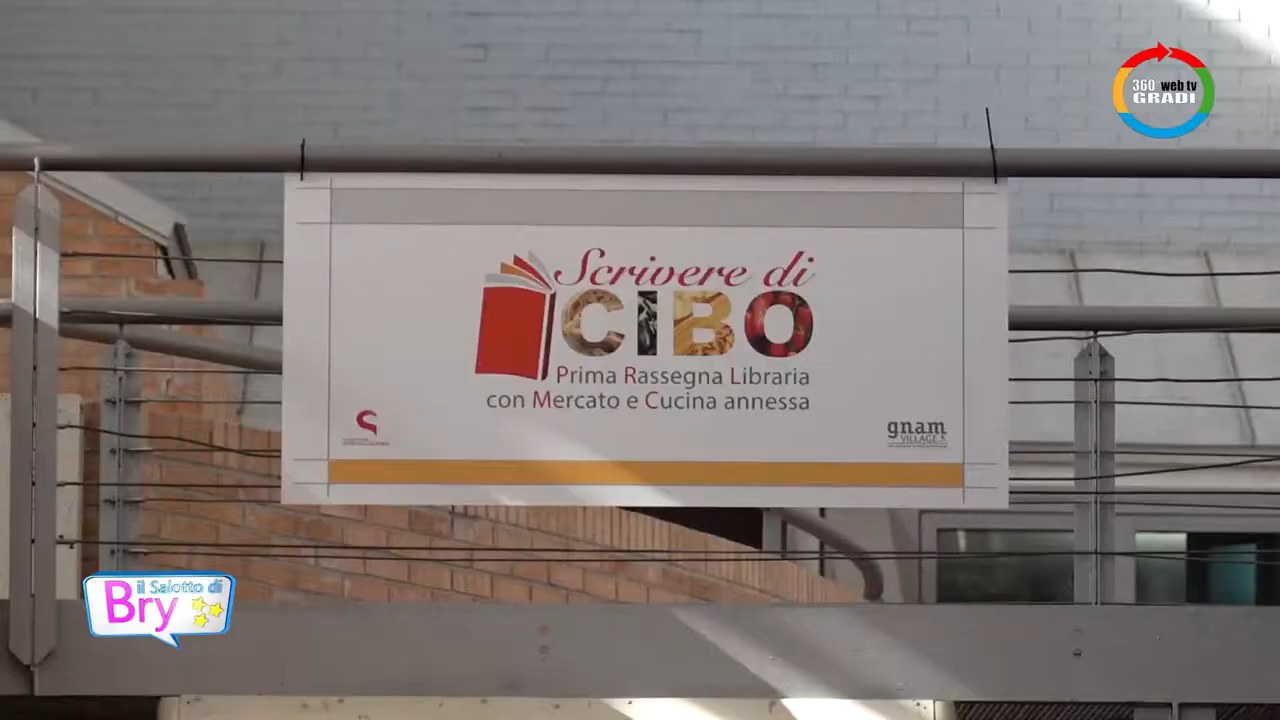 360 web tv
GRADI
Scrivere di
CIBO
Prima Rassegna Libraria
con Mercato e Cucina annessa
gnam
VILLAGE
il Salotto di
Bry